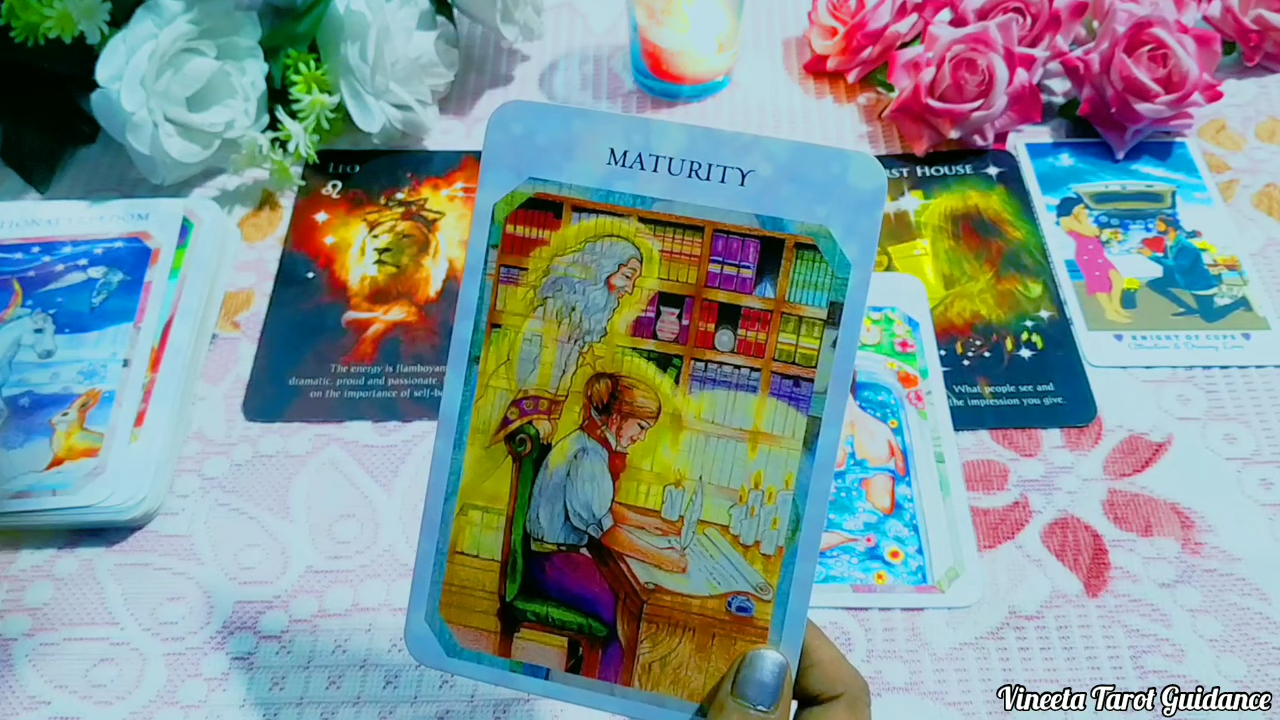 MATURITY
LEO
The energy is flamboyan
dramatic, proud and passionate.
on the importance of self-b
ST HOUSE
What people see and
the impression you give.
KNIGHT OF CUPS
Vineeta Tarot Guidance